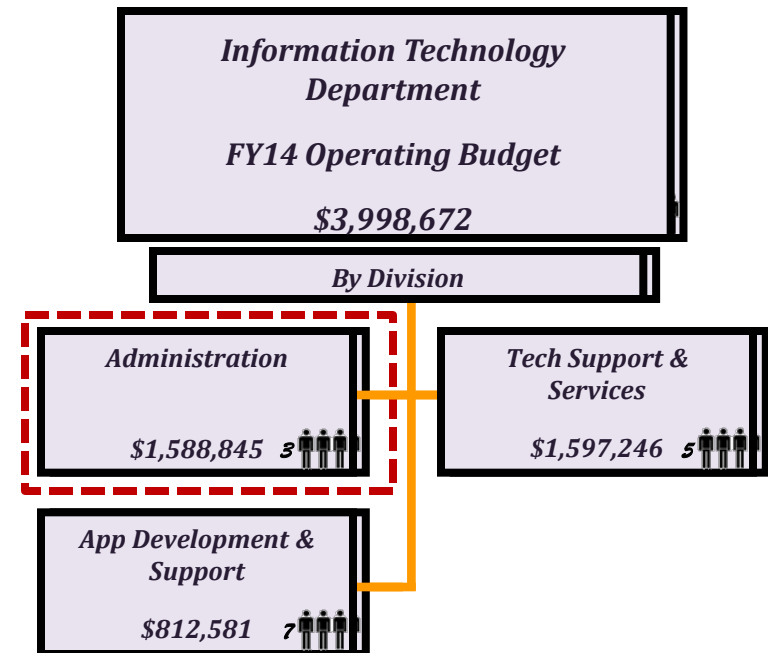 Information Technology
Department
FY14 Operating Budget
$3,998,672
By Division
Administration
$1,588,845 3
Tech Support &
Services
$1,597,246 5
App Development &
Support
$812,581 7